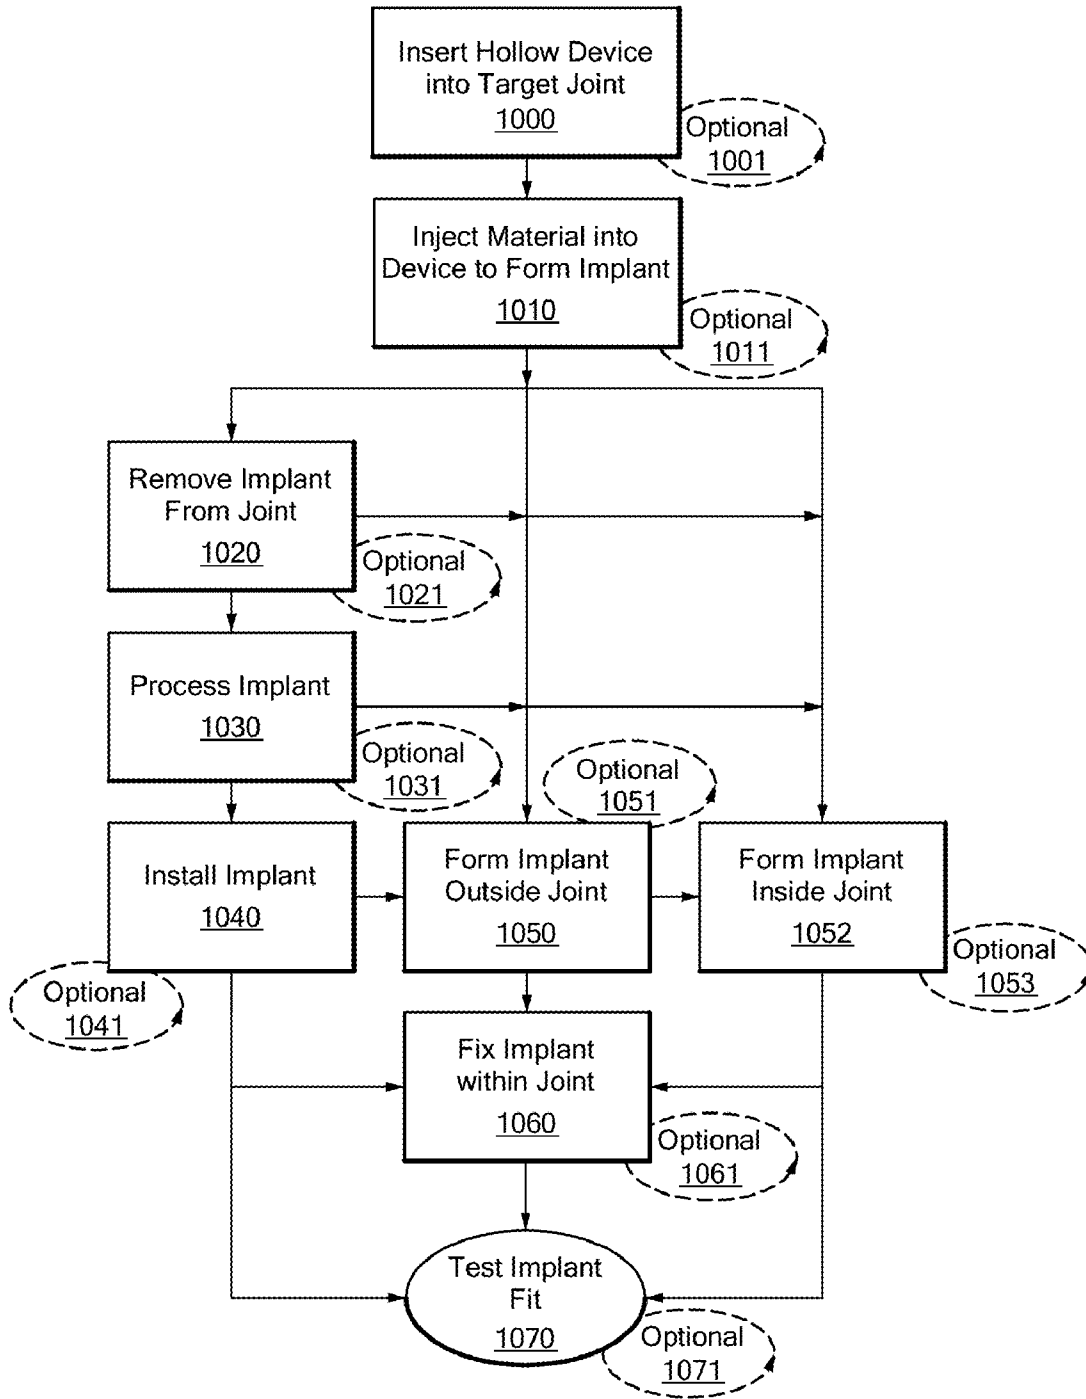 Insert Hollow Device
into Target Joint
1000
Optional
1001
Inject Material into
Device to Form Implant
1010
Optional
1011
Remove Implant
From Joint
1020
Optional
1021
Process Implant
1030
Optional
1031
Optional
1051
Install Implant
1040
Optional
1041
Form Implant
Outside Joint
1050
Form Implant
Inside Joint
1052
Optional
1053
Fix Implant
within Joint
1060
Optional
1061
Test Implant
Fit
1070
Optional
1071